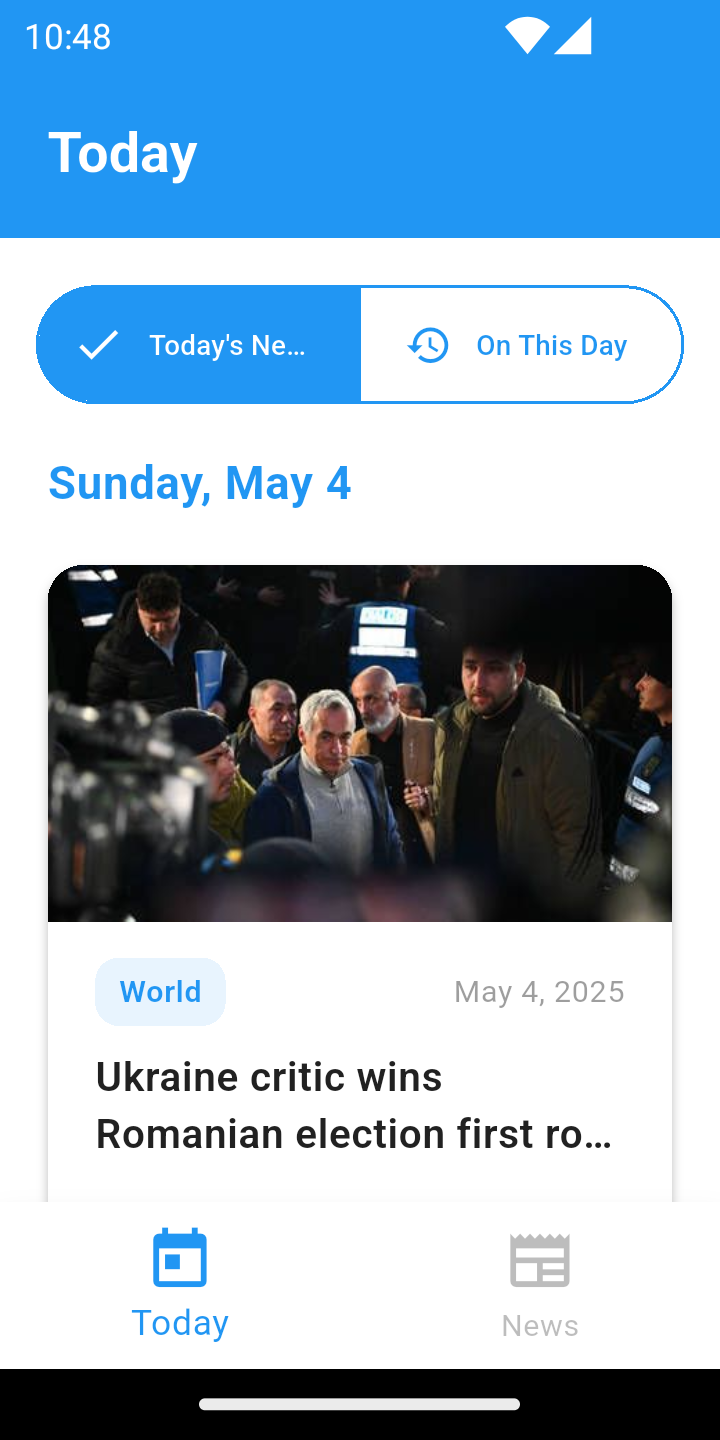 10:48
Today
Today's Ne…
On This Day
Sunday, May 4
World
May 4, 2025
Ukraine critic wins
Romanian election first ro…
Today
News